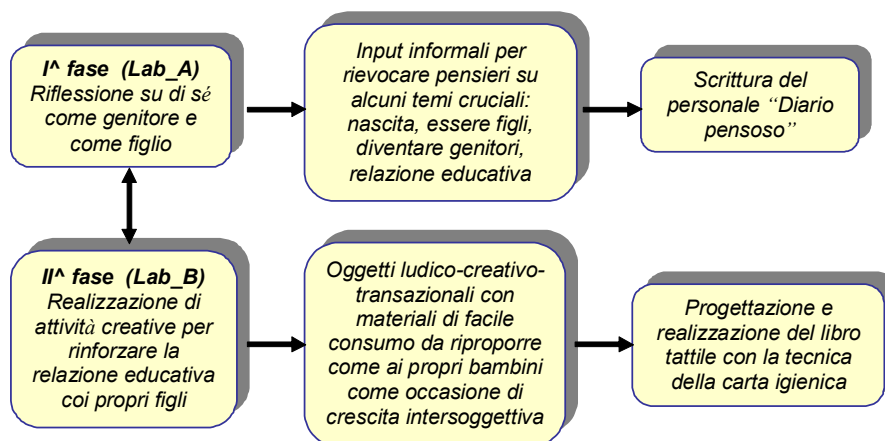 I^ fase (Lab_A)
Riflessione su di sé
come genitore e
come figlio
Input informali per
rievocare pensieri su
alcuni temi cruciali:
nascita, essere figli,
diventare genitori,
relazione educativa
Scrittura del
personale “Diario
pensoso”
II^ fase (Lab_B)
Realizzazione di
attività creative per
rinforzare la
relazione educativa
coi propri figli
Oggetti ludico-creativo-
transazionali con
materiali di facile
consumo da riproporre
come ai propri bambini
come occasione di
crescita intersoggettiva
Progettazione e
realizzazione del libro
tattile con la tecnica
della carta igienica